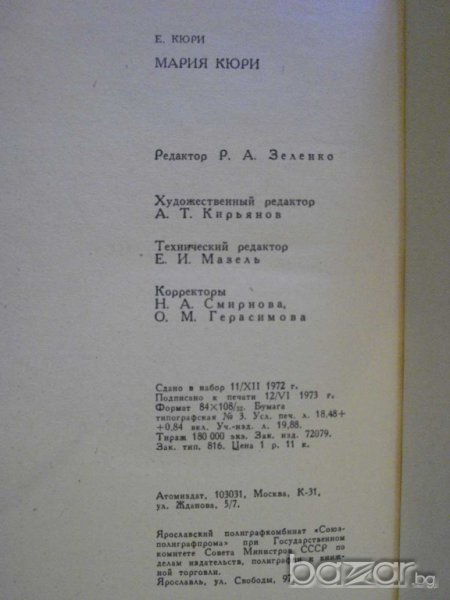 Е. КЮРИ
МАРИЯ КЮРИ
Редактор Р. А. Зеленко
Художественный редактор
А. Т. Кирьянов
Технический редактор
Е. И. Мазель
Корректоры
Н. А. Смирнова,
О. М. Герасимова
Сдано в набор 11/XII 1972 г.
Подписано к печати 12/VI 1973 г.
Формат 84×108/32. Бумага
типографская № 3. Усл. печ. л. 18,48+
+0,84 вкл. Уч.-изд. л. 19,88.
Тираж 180 000 экз. Зак. изд. 72079.
Зак. тип. 816. Цена 1 р. 11 к.
Атомиздат, 103031, Москва, К-31,
ул. Жданова, 5/7.
Ярославский полиграфкомбинат «Союз-
полиграфпрома» при Государственном
комитете Совета Министров СССР по
делам издательств, полиграфии и книж-
ной торговли.
Ярославль, ул. Свободы, 97.
bazar.bg